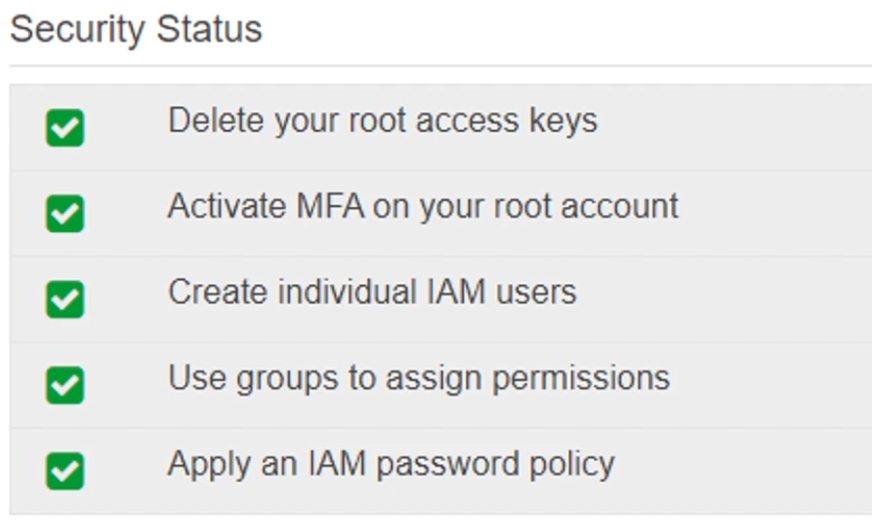 Security Status
Delete your root access keys
Activate MFA on your root account
Create individual IAM users
Use groups to assign permissions
Apply an IAM password policy